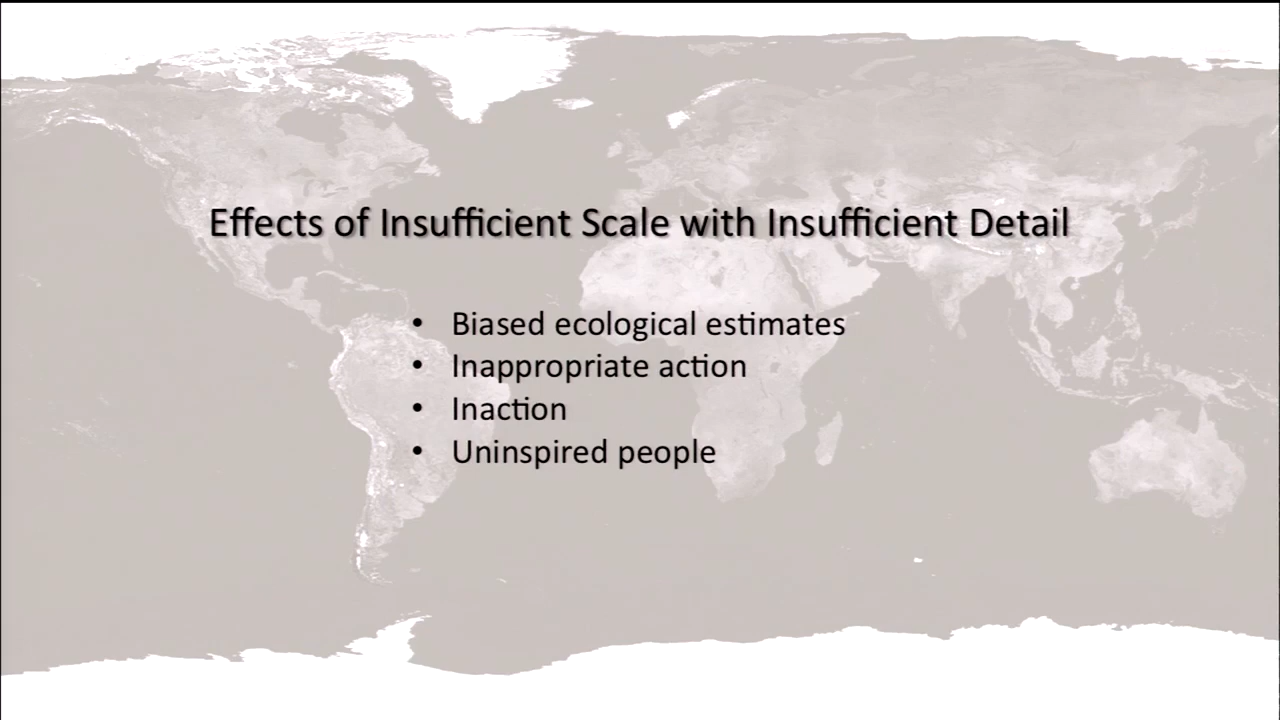 Effects of Insufficient Scale with Insufficient Detail
• Biased ecological estimates
• Inappropriate action
• Inaction
• Uninspired people